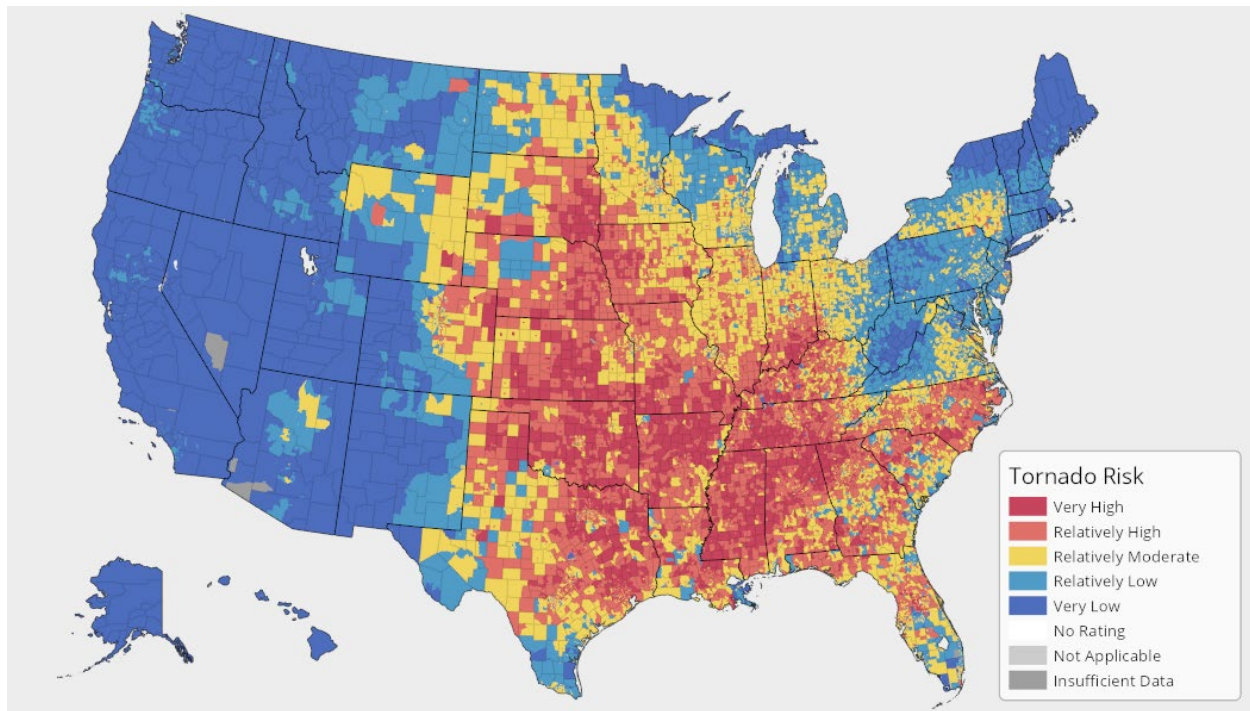 Tornado Risk
Very High
Relatively High
Relatively Moderate
Relatively Low
Very Low
No Rating
Not Applicable
Insufficient Data